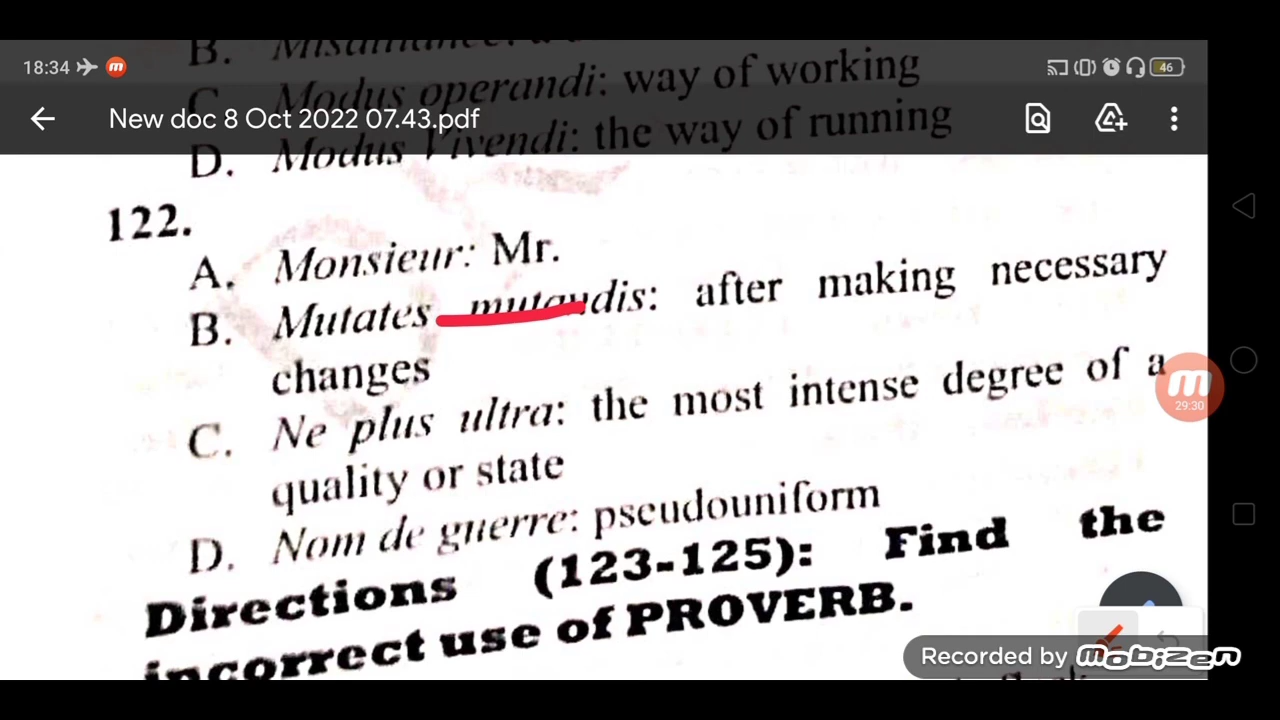 B.
18:34
46
C. Modus operandi: way of working
New doc 8 Oct 2022 07.43.pdf
D. Modus Vivendi: the way of running
122.
A. Monsieur: Mr.
B. Mutates mutandis: after making necessary
changes
C. Ne plus ultra: the most intense degree of a
quality or state
29:30
D. Nom de guerre: pseudouniform
Directions (123-125): Find the
incorrect use of PROVERB.
Recorded by mobizen